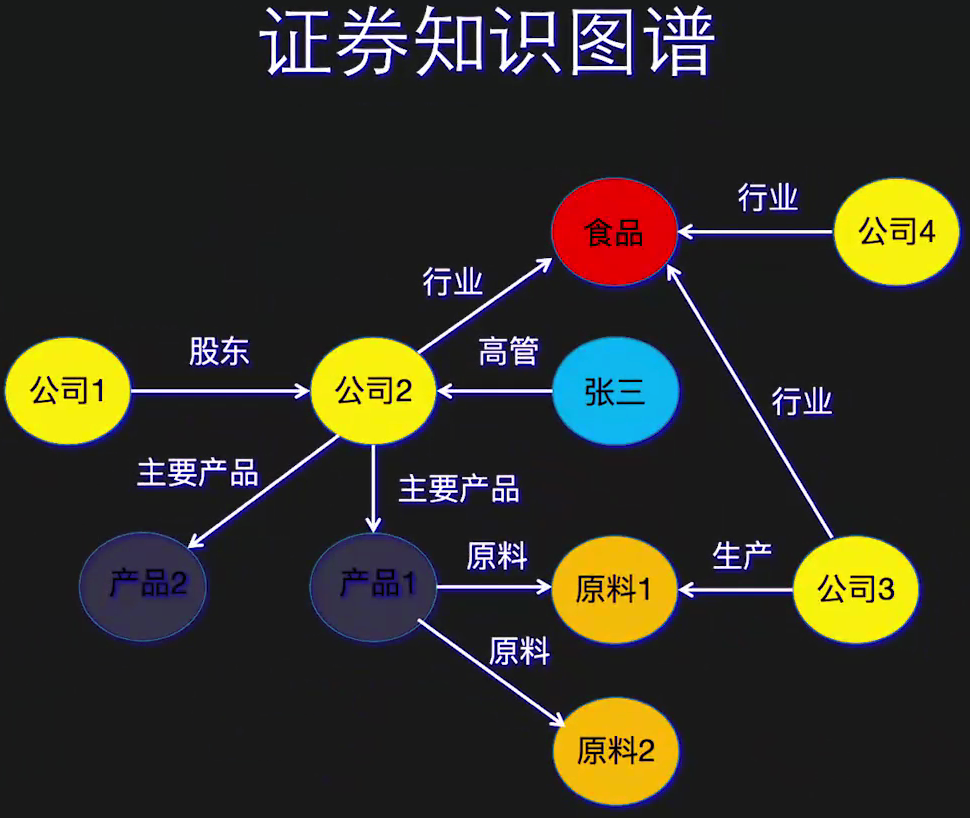 证券知识图谱
行业
食品
公司4
行业
股东
高管
公司1
公司2
张三
行业
主要产品
主要产品
原料
生产
产品2
产品1
原料1
公司3
原料
原料2